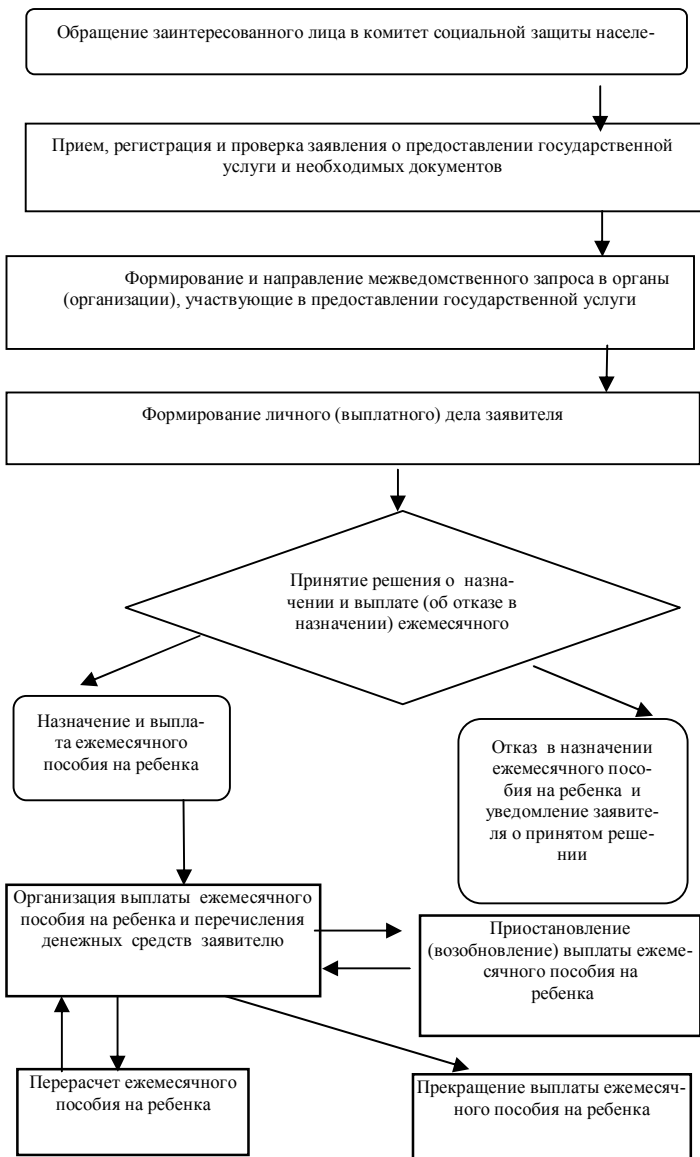 Обращение заинтересованного лица в комитет социальной защиты населе-
Прием, регистрация и проверка заявления о предоставлении государственной
услуги и необходимых документов
Формирование и направление межведомственного запроса в органы
(организации), участвующие в предоставлении государственной услуги
Формирование личного (выплатного) дела заявителя
Принятие решения о назна-
чении и выплате (об отказе в
назначении) ежемесячного
Назначение и выпла-
та ежемесячного
пособия на ребенка
Отказ в назначении
ежемесячного посо-
бия на ребенка и
уведомление заявите-
ля о принятом реше-
нии
Организация выплаты ежемесячного
пособия на ребенка и перечисления
денежных средств заявителю
Приостановление
(возобновление) выплаты ежеме-
сячного пособия на
ребенка
Перерасчет ежемесячного
пособия на ребенка
Прекращение выплаты ежемесяч-
ного пособия на ребенка